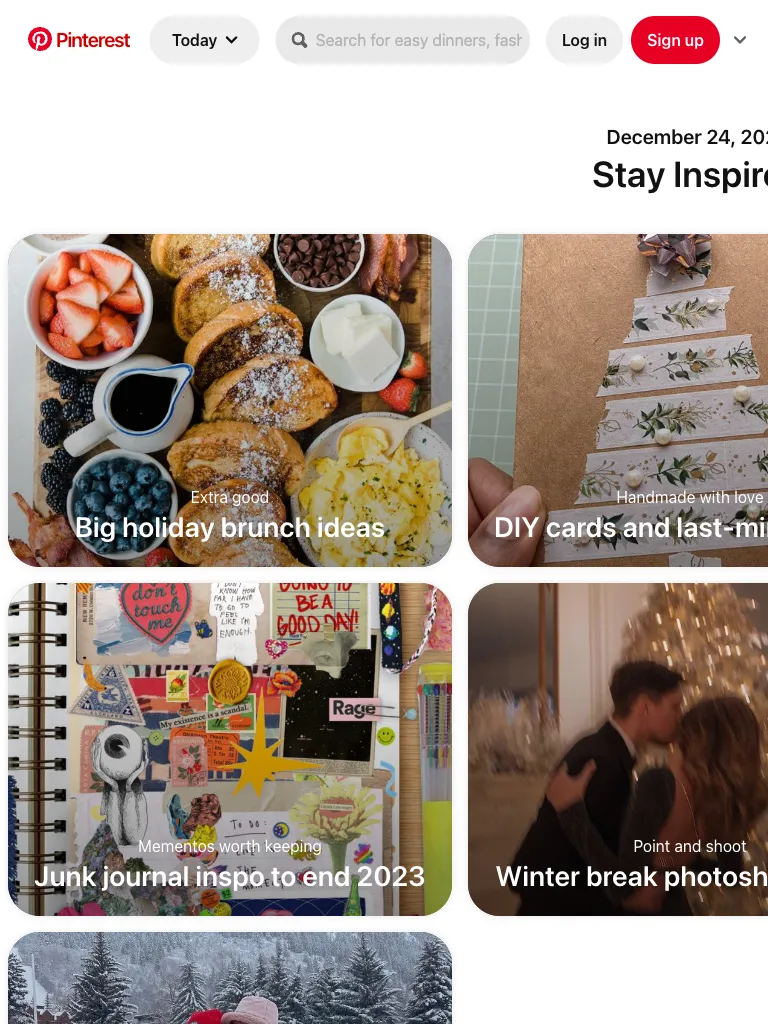 Pinterest
Today
Search for easy dinners, fash
Log in
Sign up
December 24, 202
Stay Inspire
Extra good
Big holiday brunch ideas
Handmade with love
DIY cards and last-mi
don't
touch
me
I DON'T
KNOW HOW
FAR I HAVE
TO GO TO
FEEL
LIKE I'M
ENOUGH.
GOING TO
BE A
GOOD DAY!
Rage
My existence is a scandal.
To do:
Mementos worth keeping
Junk journal inspo to end 2023
Point and shoot
Winter break photosh